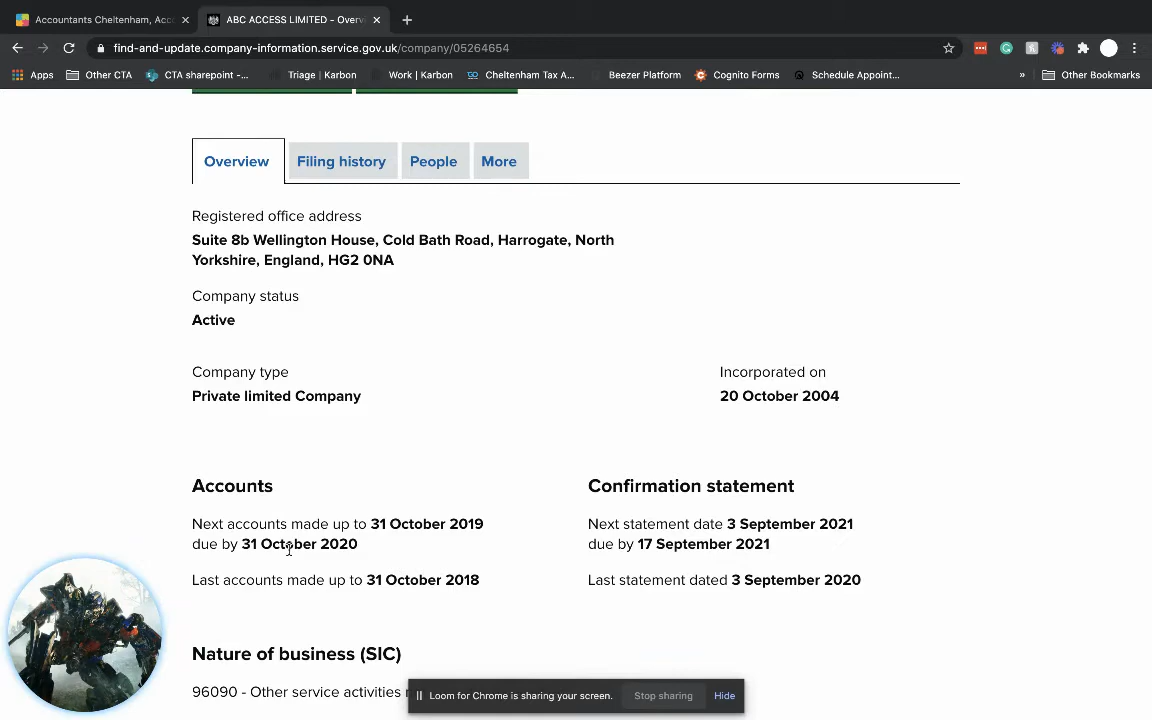 Accountants Cheltenham, Acc
ABC ACCESS LIMITED - Overv
find-and-update.company-information.service.gov.uk/company/05264654
Apps
Other CTA
CTA sharepoint -...
Triage | Karbon
Work | Karbon
Cheltenham Tax A...
Beezer Platform
Cognito Forms
Schedule Appoint...
»
Other Bookmarks
Overview
Filing history
People
More
Registered office address
Suite 8b Wellington House, Cold Bath Road, Harrogate, North
Yorkshire, England, HG2 0NA
Company status
Active
Company type
Private limited Company
Incorporated on
20 October 2004
Accounts
Next accounts made up to 31 October 2019
due by 31 October 2020
Last accounts made up to 31 October 2018
Confirmation statement
Next statement date 3 September 2021
due by 17 September 2021
Last statement dated 3 September 2020
Nature of business (SIC)
96090 - Other service activities
Loom for Chrome is sharing your screen.
Stop sharing
Hide